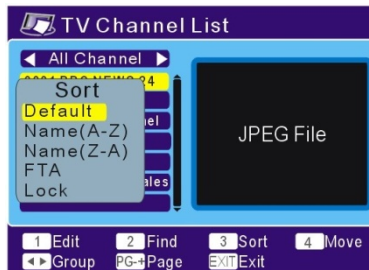 TV Channel List
All Channel
Sort
Default
Name(A-Z)
Name(Z-A)
FTA
Lock
JPEG File
1 Edit 2 Find 3 Sort 4 Move
Group PG-+ Page EXIT Exit